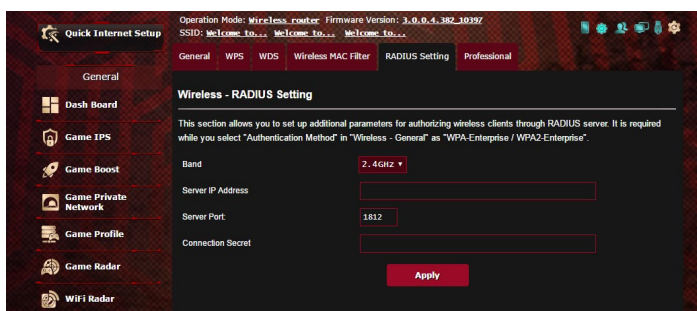 Quick Internet Setup
Operation Mode: Wireless router Firmware Version: 3.0.0.4.382_10397
SSID: Welcome to... Welcome to... Welcome to...
General WPS WDS Wireless MAC Filter RADIUS Setting Professional
General
Dash Board
Game IPS
Game Boost
Game Private
Network
Game Profile
Game Radar
WiFi Radar
Wireless - RADIUS Setting
This section allows you to set up additional parameters for authorizing wireless clients through RADIUS server. It is required
while you select "Authentication Method" in "Wireless - General" as "WPA-Enterprise / WPA2-Enterprise".
Band 2.4GHz
Server IP Address
Server Port: 1812
Connection Secret
Apply